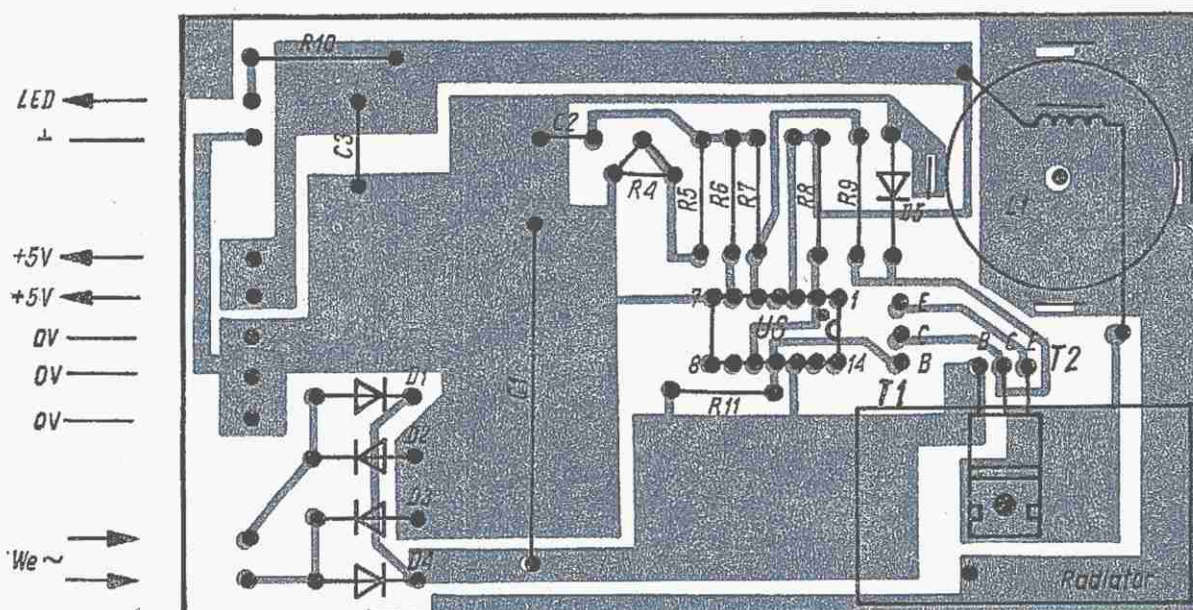 R10
LED
⊥
C3
C2
R4
R5
R6
R7
R8
R9
D5
L1
+5V
+5V
0V
0V
0V
7
1
US
8
14
E
C
B
B C E
T2
T1
R11
C1
D1
D2
D3
D4
We ~
Radiator